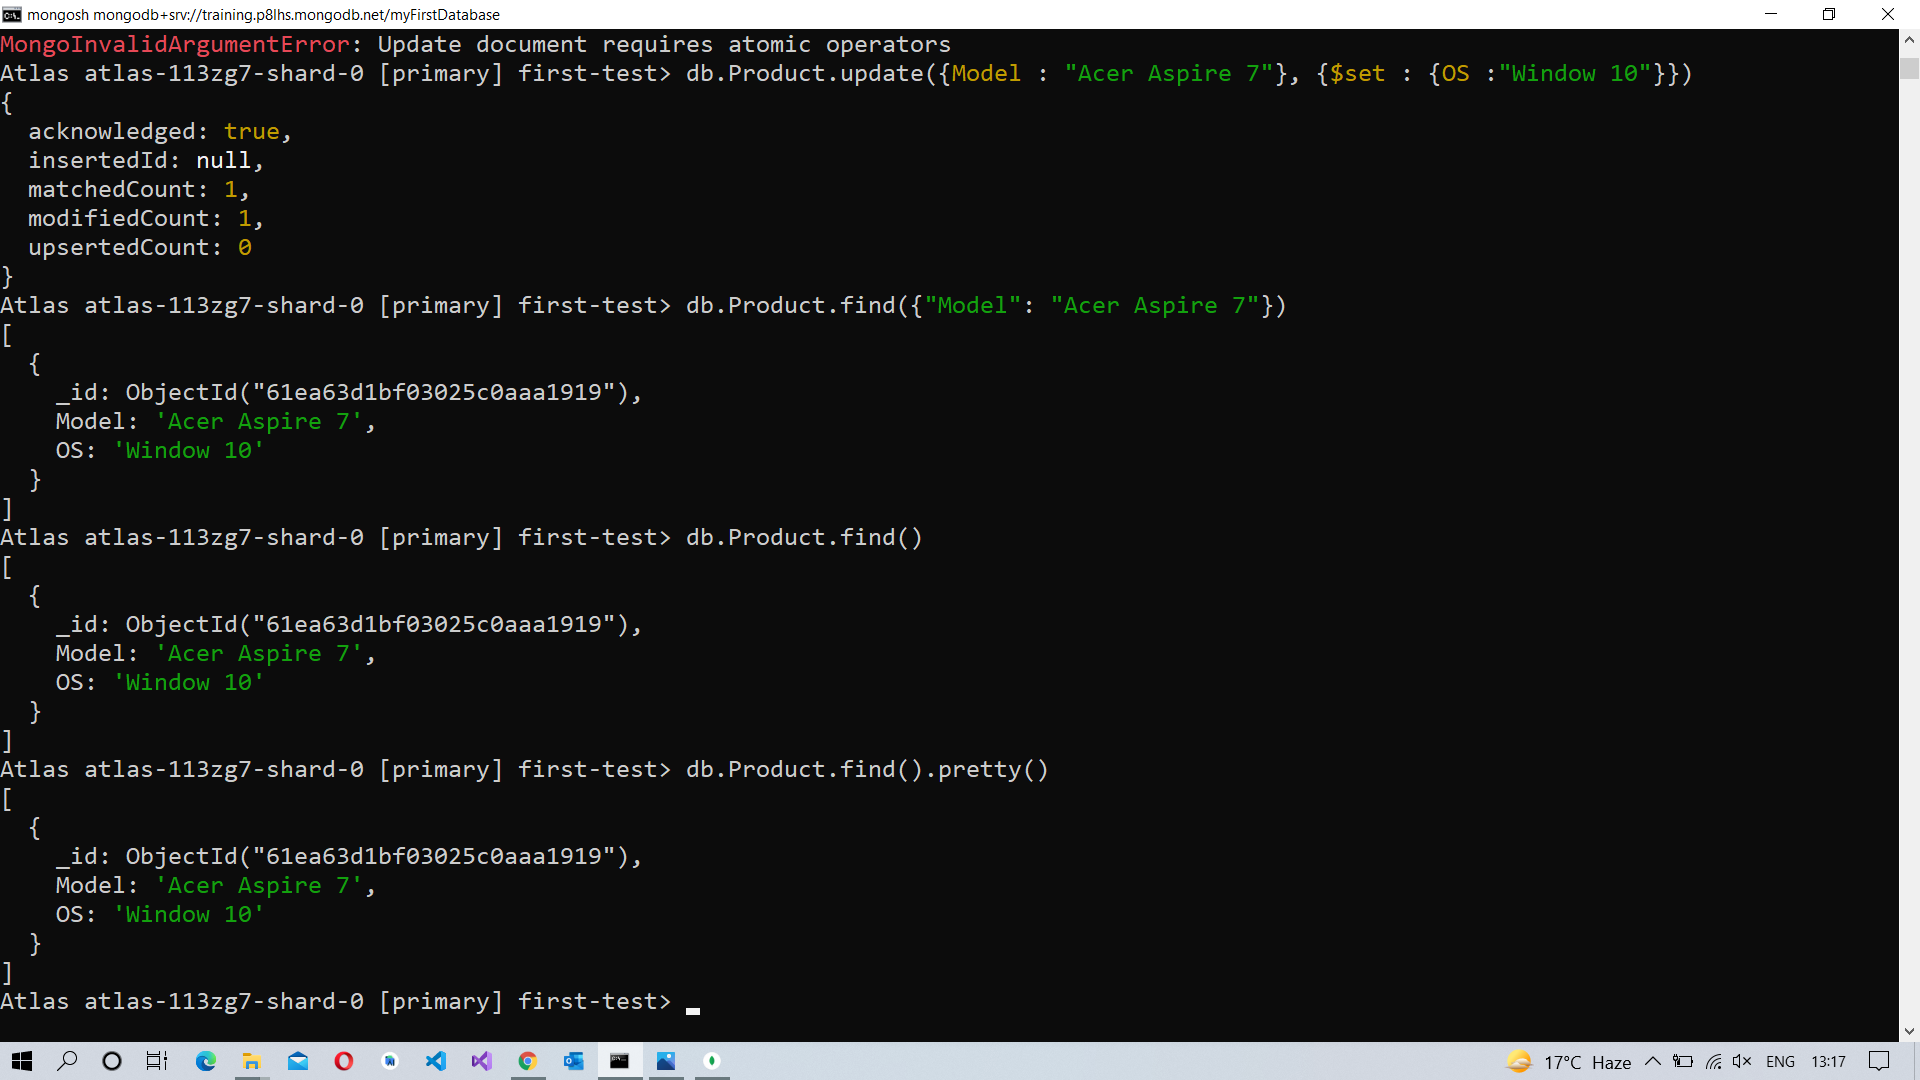 mongosh mongodb+srv://training.p8lhs.mongodb.net/myFirstDatabase
MongoInvalidArgumentError: Update document requires atomic operators
Atlas atlas-113zg7-shard-0 [primary] first-test> db.Product.update({Model : "Acer Aspire 7"}, {$set : {OS :"Window 10"}})
{
  acknowledged: true,
  insertedId: null,
  matchedCount: 1,
  modifiedCount: 1,
  upsertedCount: 0
}
Atlas atlas-113zg7-shard-0 [primary] first-test> db.Product.find({"Model": "Acer Aspire 7"})
[
  {
    _id: ObjectId("61ea63d1bf03025c0aaa1919"),
    Model: 'Acer Aspire 7',
    OS: 'Window 10'
  }
]
Atlas atlas-113zg7-shard-0 [primary] first-test> db.Product.find()
[
  {
    _id: ObjectId("61ea63d1bf03025c0aaa1919"),
    Model: 'Acer Aspire 7',
    OS: 'Window 10'
  }
]
Atlas atlas-113zg7-shard-0 [primary] first-test> db.Product.find().pretty()
[
  {
    _id: ObjectId("61ea63d1bf03025c0aaa1919"),
    Model: 'Acer Aspire 7',
    OS: 'Window 10'
  }
]
Atlas atlas-113zg7-shard-0 [primary] first-test>
17°C Haze ENG 13:17